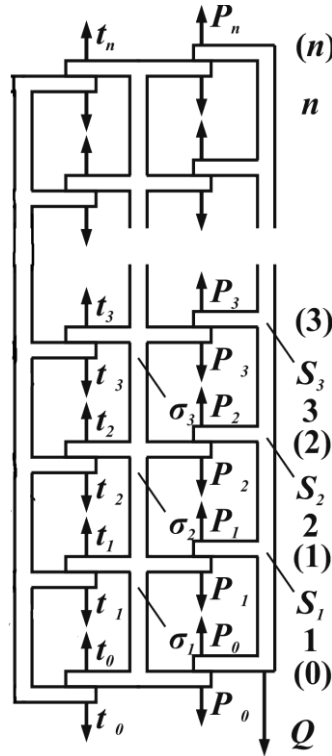 t_n P_n (n)
n
t_3 P_3 (3)
t_3 P_3 S_3
σ_3 3
t_2 P_2 (2)
t_2 P_2 S_2
σ_2 2
t_1 P_1 (1)
t_1 P_1 S_1
σ_1 1
t_0 P_0 (0)
t_0 P_0 Q